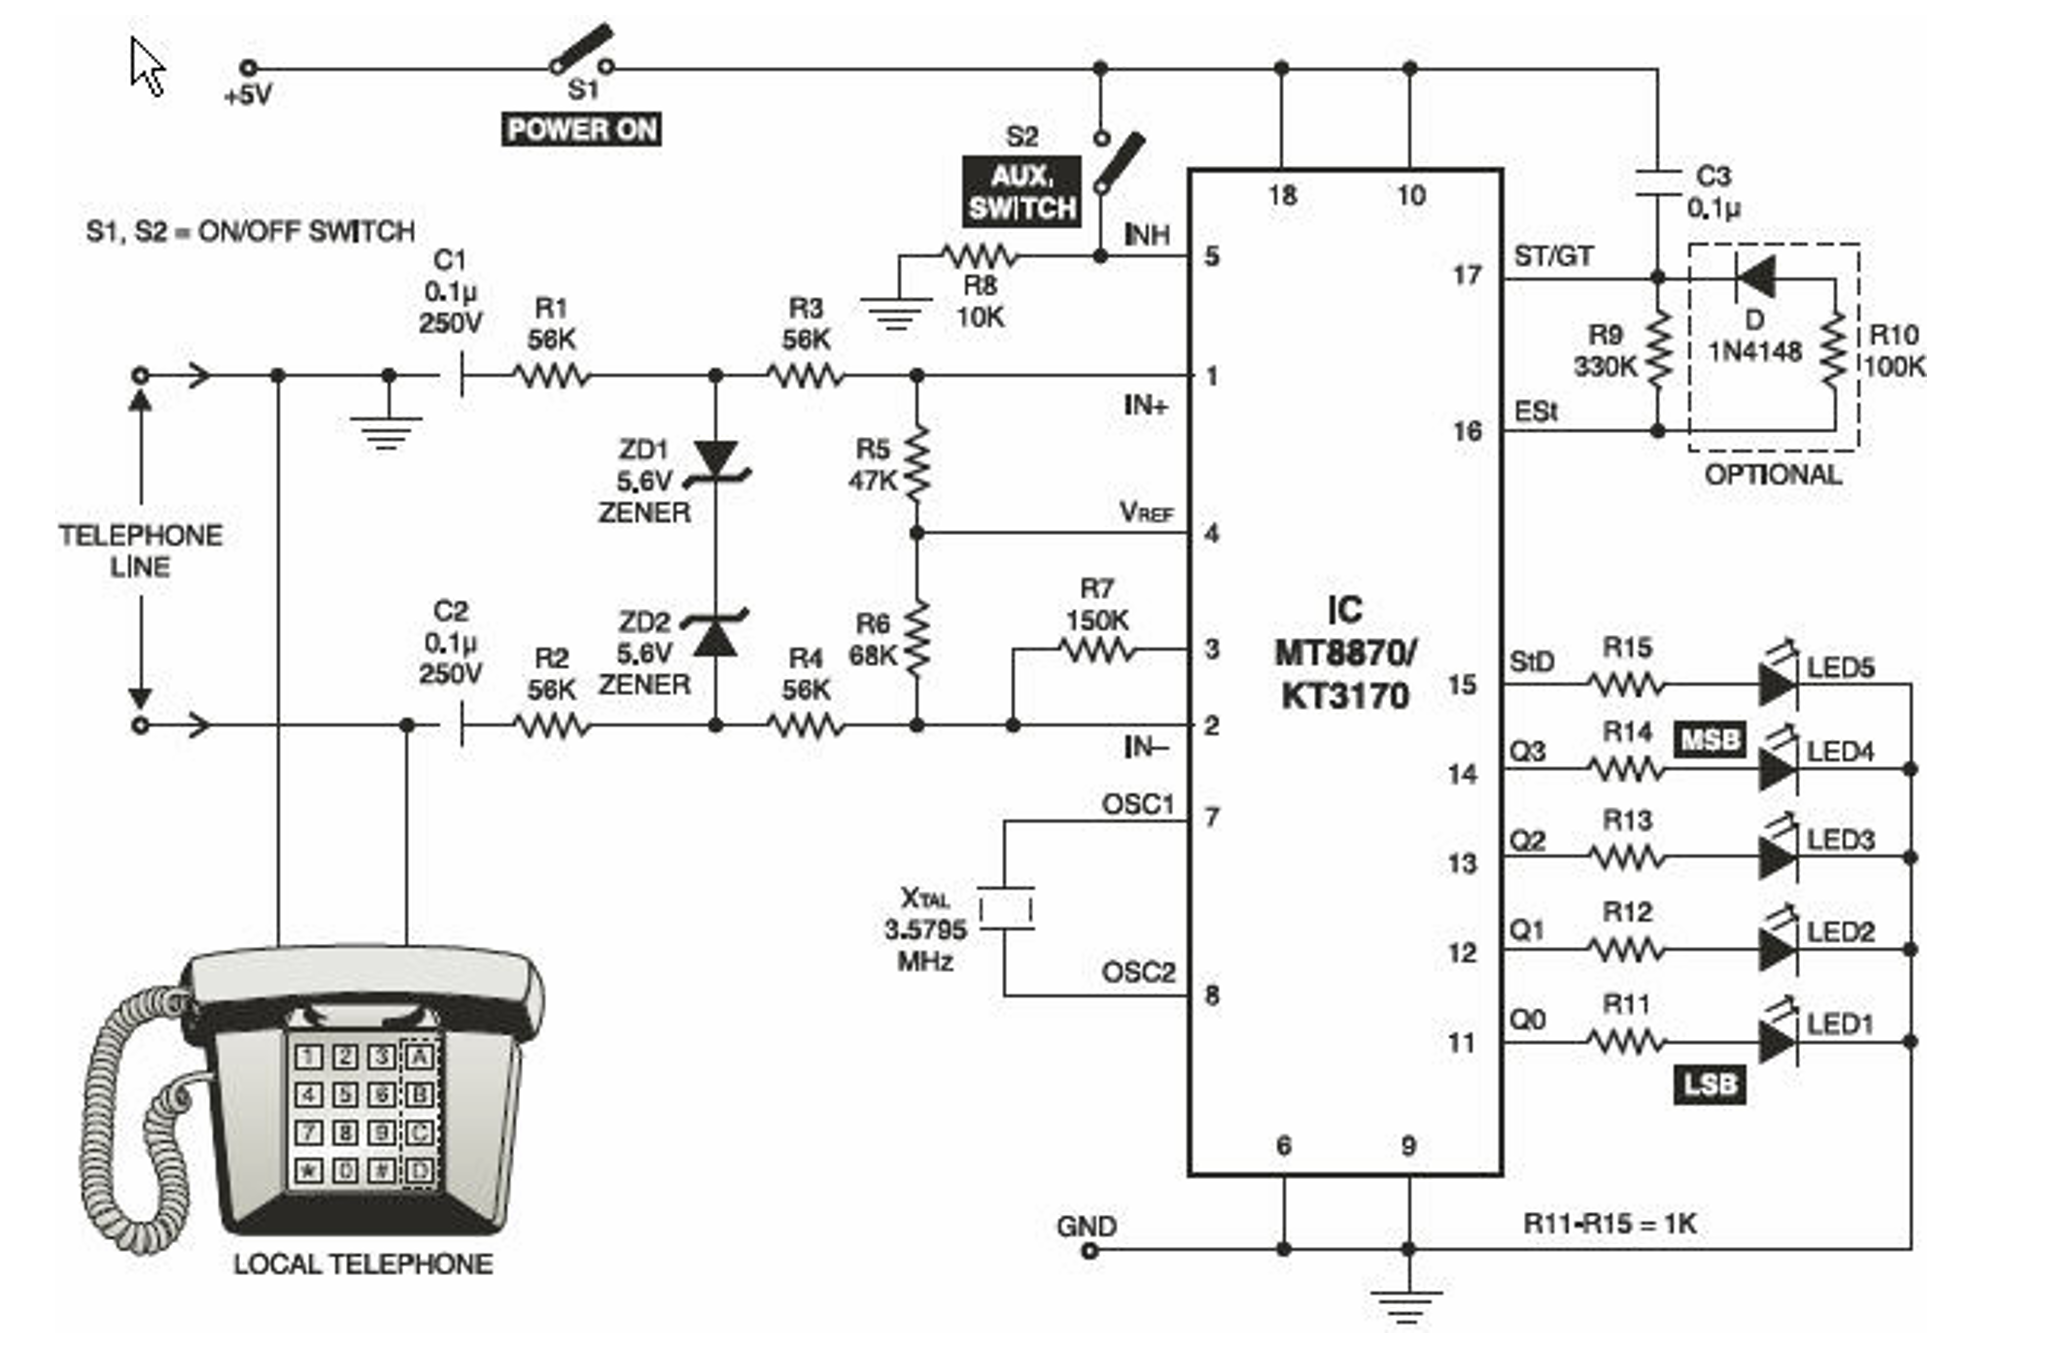 +5V
S1
POWER ON
S2
AUX.
SWITCH
S1, S2 = ON/OFF SWITCH
C1
0.1µ
250V
R1
56K
R3
56K
R8
10K
INH
5
18
10
C3
0.1µ
17
ST/GT
D
1N4148
R9
330K
R10
100K
16
ESt
OPTIONAL
1
IN+
ZD1
5.6V
ZENER
R5
47K
VREF
4
TELEPHONE
LINE
C2
0.1µ
250V
R2
56K
ZD2
5.6V
ZENER
R4
56K
R6
68K
R7
150K
3
2
IN–
IC
MT8870/
KT3170
15
StD
R15
LED5
14
Q3
R14
MSB
LED4
13
Q2
R13
LED3
12
Q1
R12
LED2
11
Q0
R11
LED1
LSB
OSC1
7
XTAL
3.5795
MHz
OSC2
8
6
9
GND
R11-R15 = 1K
1 2 3 A
4 5 6 B
7 8 9 C
* 0 # D
LOCAL TELEPHONE